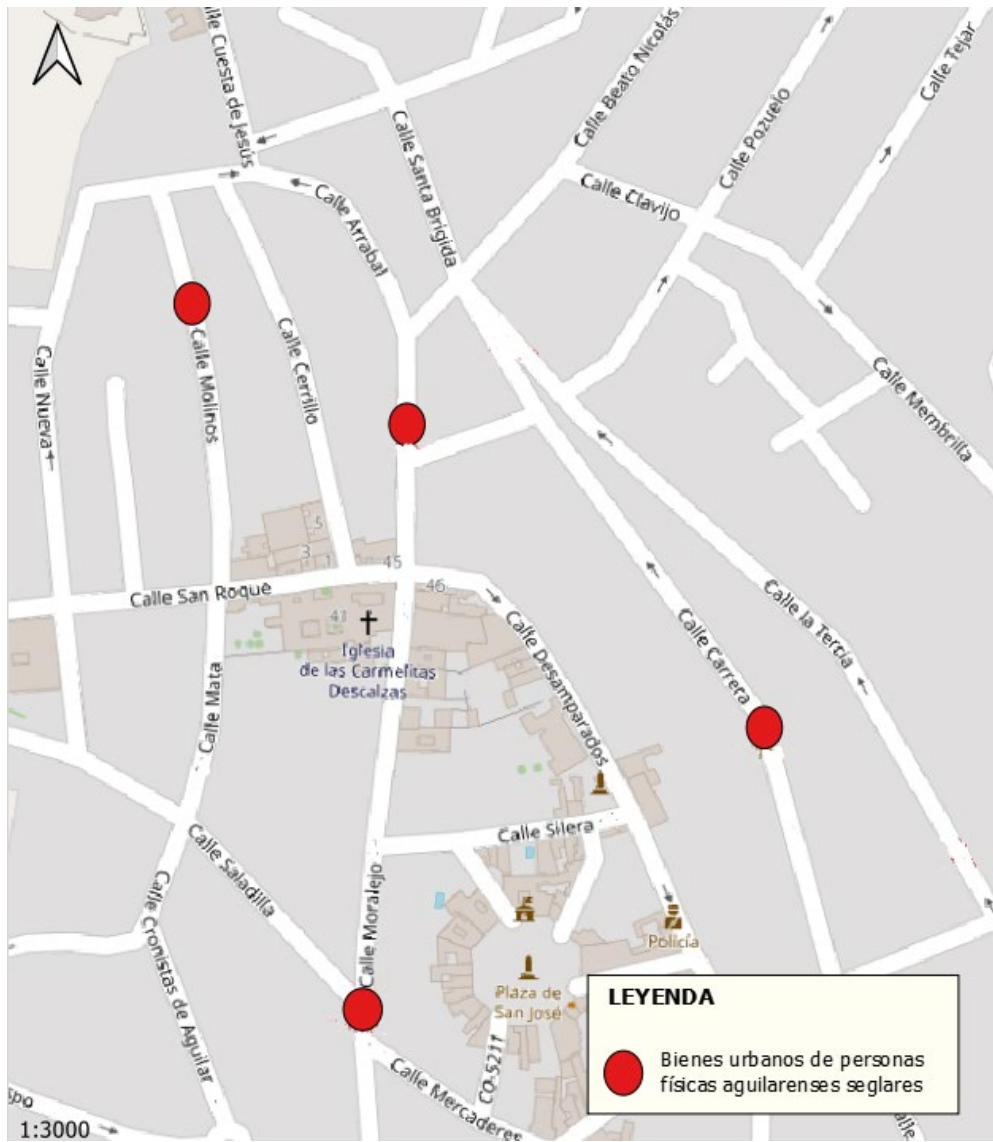 Calle Cuesta de Jesús
Calle Santa Brigida
Calle Beato Nicolás
Calle Pozuelo
Calle Tejar
Calle Clavijo
Calle Arrabal
Calle Nueva
Calle Molinos
Calle Cerrillo
Calle Membrilla
5
3
1
45
46
Calle San Roque
41
Iglesia
de las Carmelitas
Descalzas
Calle Mata
Calle Desamparados
Calle Carrera
Calle la Tercia
Calle Silera
Calle Saladilla
Calle Moralejo
Calle Cronistas de Aguilar
Policía
Plaza de
San José
CO-5211
Calle Mercaderes
Calle
spo
1:3000
LEYENDA
Bienes urbanos de personas
físicas aguilarenses seglares